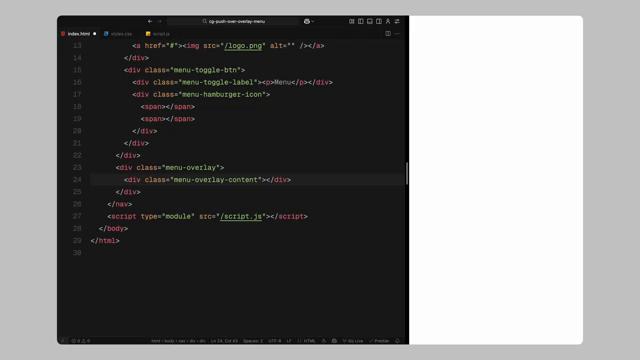 cg-push-over-overlay-menu
index.html
styles.css
script.js
13 <a href="#"><img src="/logo.png" alt="" /></a>
14 </div>
15 <div class="menu-toggle-btn">
16 <div class="menu-toggle-label"><p>Menu</p></div>
17 <div class="menu-hamburger-icon">
18 <span></span>
19 <span></span>
20 </div>
21 </div>
22 </div>
23 <div class="menu-overlay">
24 <div class="menu-overlay-content"></div>
25 </div>
26 </nav>
27 <script type="module" src="/script.js"></script>
28 </body>
29 </html>
30
0 0 html › body › nav › div › div Ln 24, Col 43 Spaces: 2 UTF-8 LF HTML Go Live Prettier